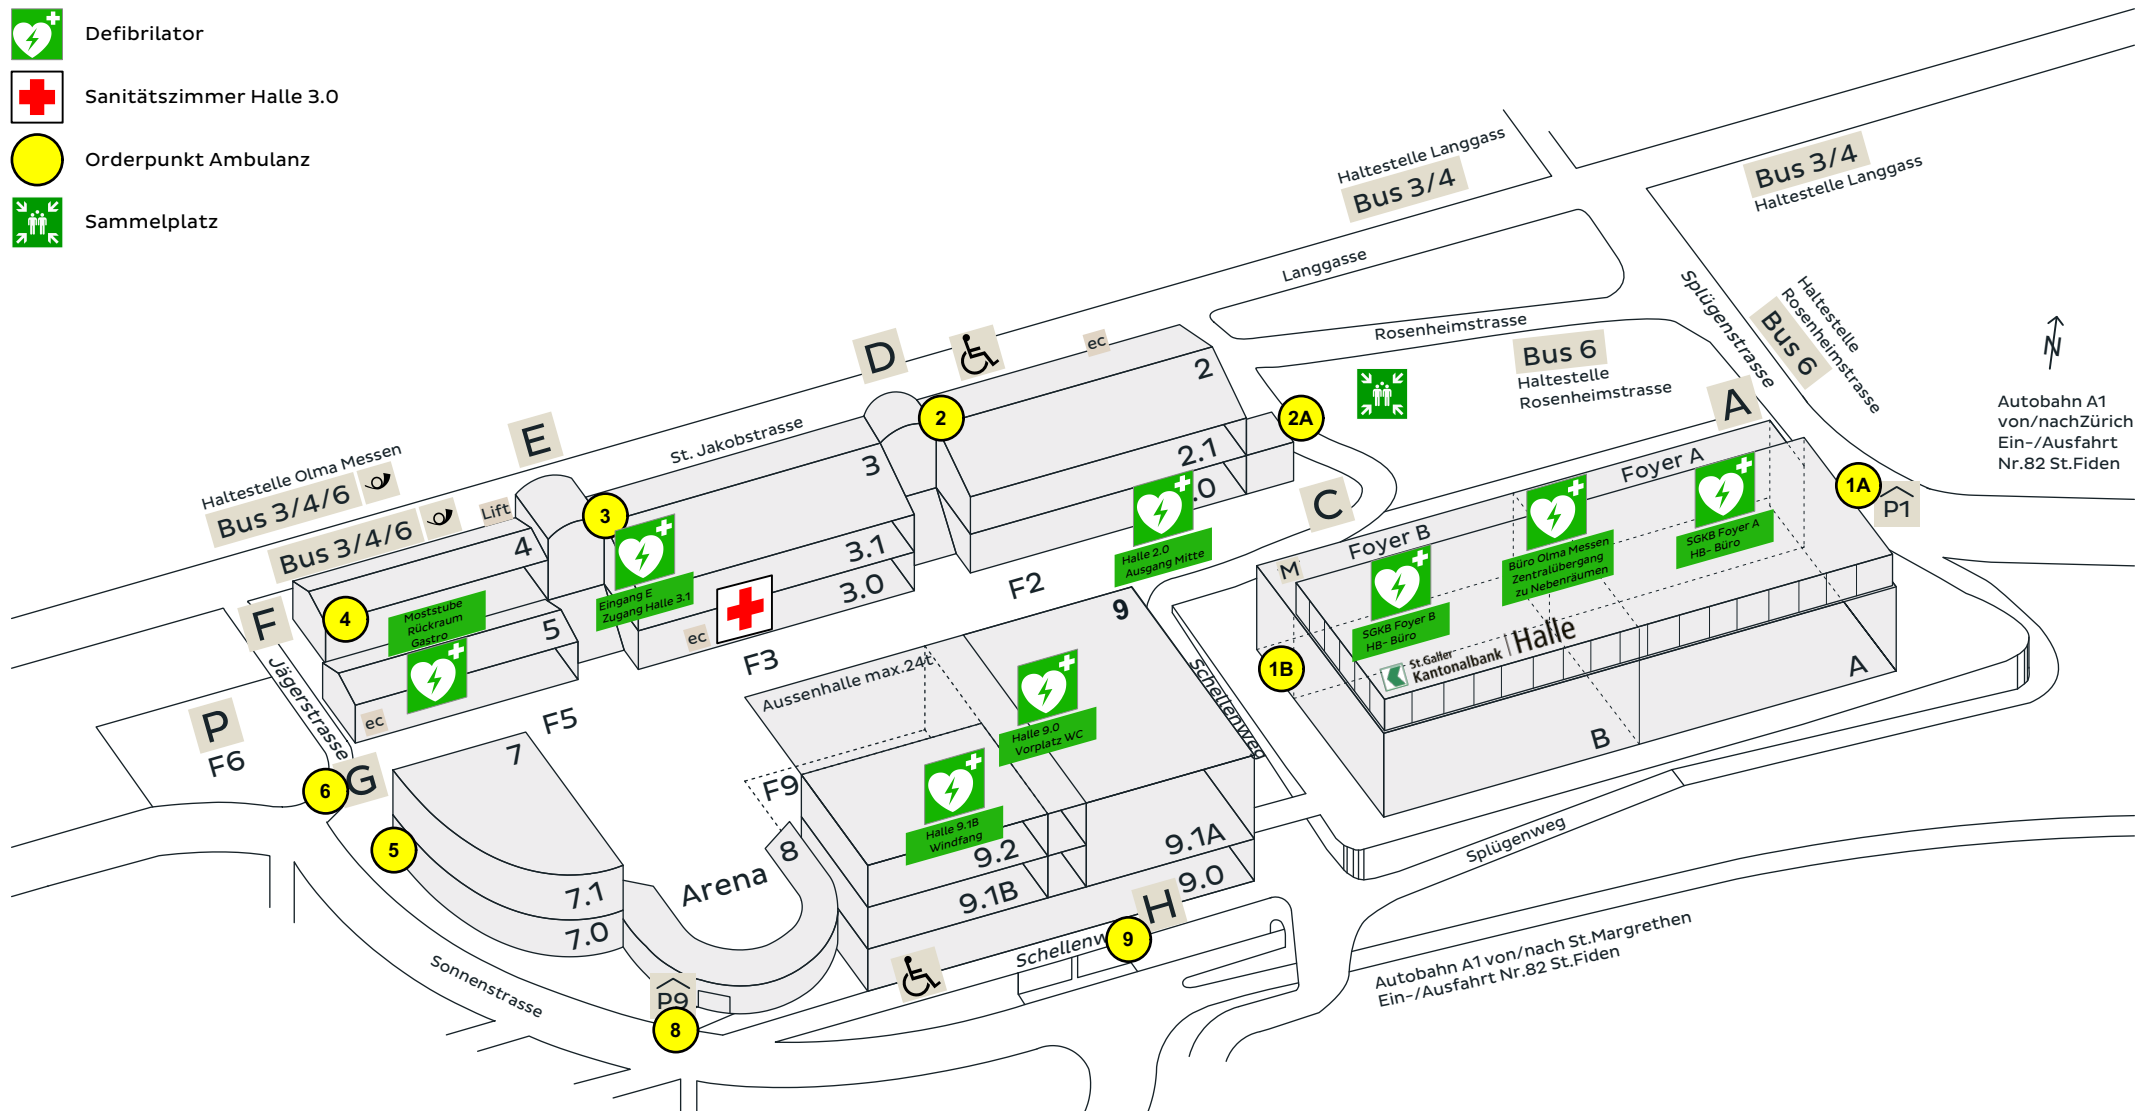 Defibrilator
Sanitätszimmer Halle 3.0
Orderpunkt Ambulanz
Sammelplatz
Haltestelle Langgass
Bus 3/4
Bus 3/4
Haltestelle Langgass
Langgasse
Rosenheimstrasse
Splügenstrasse
Haltestelle
Rosenheimstrasse
Bus 6
Bus 6
Haltestelle
Rosenheimstrasse
N
Autobahn A1
von/nachZürich
Ein-/Ausfahrt
Nr.82 St.Fiden
D
ec
2
2
2A
2.1
.0
Halle 2.0
Ausgang Mitte
C
A
Foyer A
Foyer B
1A
P1
M
SGKB Foyer B
HB- Büro
Büro Olma Messen
Zentralübergang
zu Nebenräumen
SGKB Foyer A
HB- Büro
St.Galler
Kantonalbank
Halle
A
B
1B
E
St. Jakobstrasse
Haltestelle Olma Messen
Bus 3/4/6
Bus 3/4/6
Lift
3
3
3.1
3.0
Eingang E
Zugang Halle 3.1
ec
F3
F2
4
4
F
Moststube
Rückraum
Gastro
5
ec
F5
Jägerstrasse
P
F6
6
G
5
7
7.1
7.0
Arena
8
9
Aussenhalle max.24t
F9
Halle 9.0
Vorplatz WC
Halle 9.1B
Windfang
9.2
9.1B
9.1A
9.0
Schellenweg
H
9
Schellenw
P9
8
Sonnenstrasse
Splügenweg
Autobahn A1 von/nach St.Margrethen
Ein-/Ausfahrt Nr.82 St.Fiden